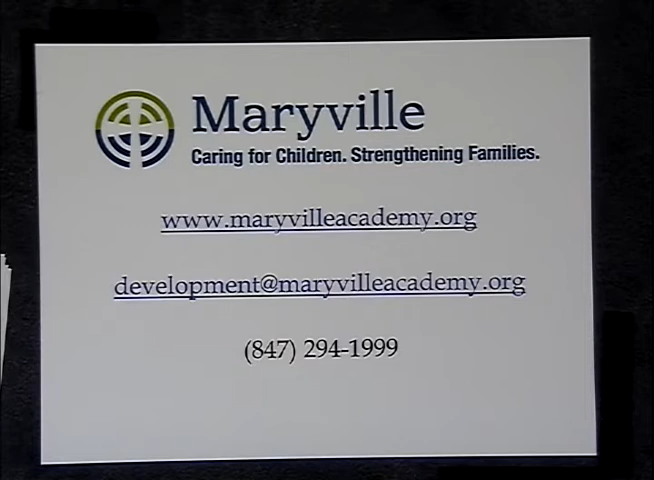 Maryville
Caring for Children. Strengthening Families.
www.maryvilleacademy.org
development@maryvilleacademy.org
(847) 294-1999